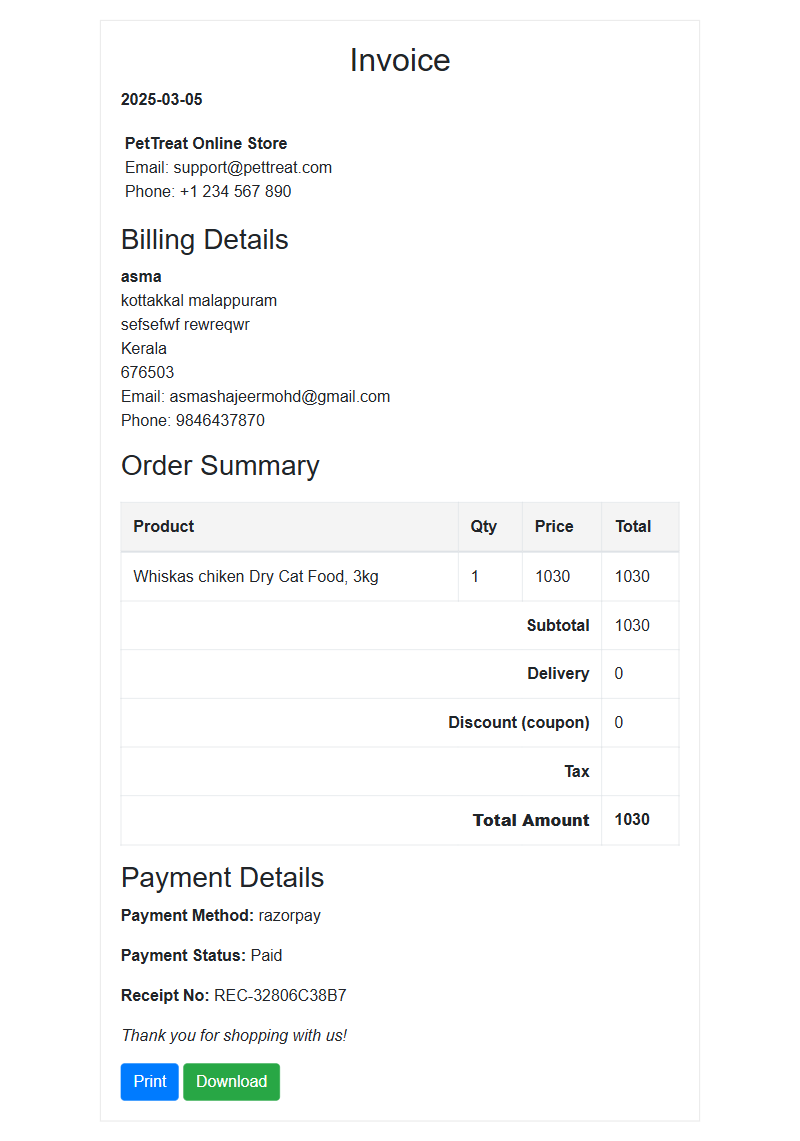 Invoice
2025-03-05
PetTreat Online Store
Email: support@pettreat.com
Phone: +1 234 567 890
Billing Details
asma
kottakkal malappuram
sefsefwf rewreqwr
Kerala
676503
Email: asmashajeermohd@gmail.com
Phone: 9846437870
Order Summary
Product Qty Price Total
Whiskas chiken Dry Cat Food, 3kg 1 1030 1030
Subtotal 1030
Delivery 0
Discount (coupon) 0
Tax
Total Amount 1030
Payment Details
Payment Method: razorpay
Payment Status: Paid
Receipt No: REC-32806C38B7
Thank you for shopping with us!
Print Download